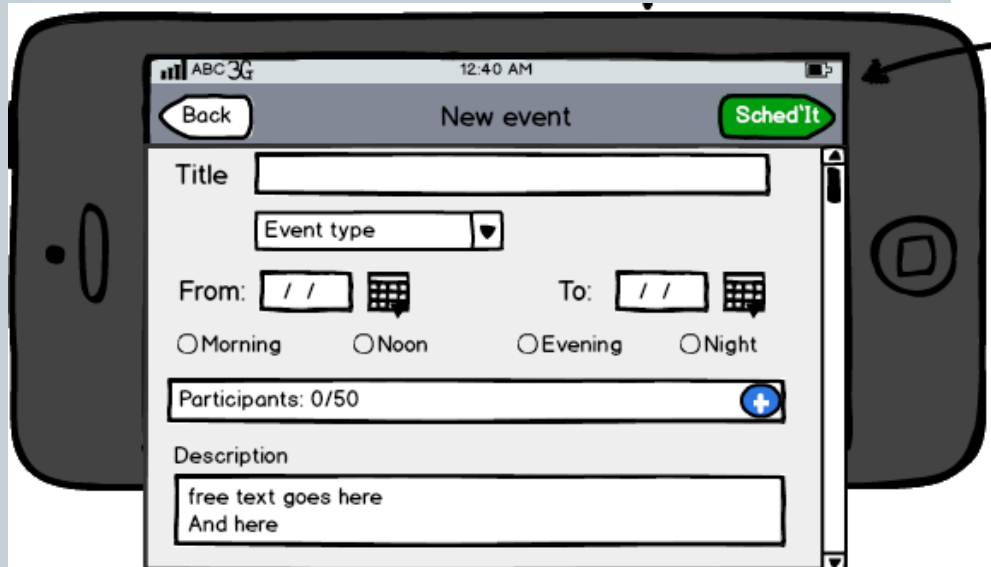 ABC 3G 12:40 AM
Back New event Sched'It
Title
Event type
From: / / To: / /
Morning Noon Evening Night
Participants: 0/50 +
Description
free text goes here
And here